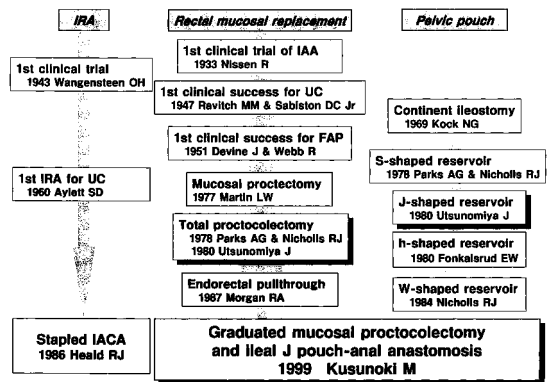 IRA
1st clinical trial
1943 Wangensteen OH
1st IRA for UC
1960 Aylett SD
Stapled IACA
1986 Heald RJ
Rectal mucosal replacement
1st clinical trial of IAA
1933 Nissen R
1st clinical success for UC
1947 Ravitch MM & Sabiston DC Jr
1st clinical success for FAP
1951 Devine J & Webb R
Mucosal proctectomy
1977 Martin LW
Total proctocolectomy
1978 Parks AG & Nicholls RJ
1980 Utsunomiya J
Endorectal pullthrough
1987 Morgan RA
Pelvic pouch
Continent ileostomy
1969 Kock NG
S-shaped reservoir
1978 Parks AG & Nicholls RJ
J-shaped reservoir
1980 Utsunomiya J
h-shaped reservoir
1980 Fonkalsrud EW
W-shaped reservoir
1984 Nicholls RJ
Graduated mucosal proctocolectomy
and ileal J pouch-anal anastomosis
1999 Kusunoki M